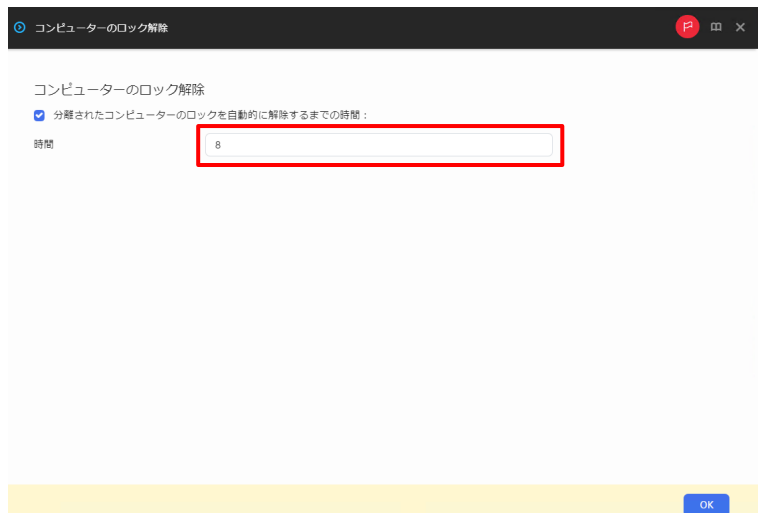 コンピューターのロック解除
コンピューターのロック解除
分離されたコンピューターのロックを自動的に解除するまでの時間：
時間
8
OK